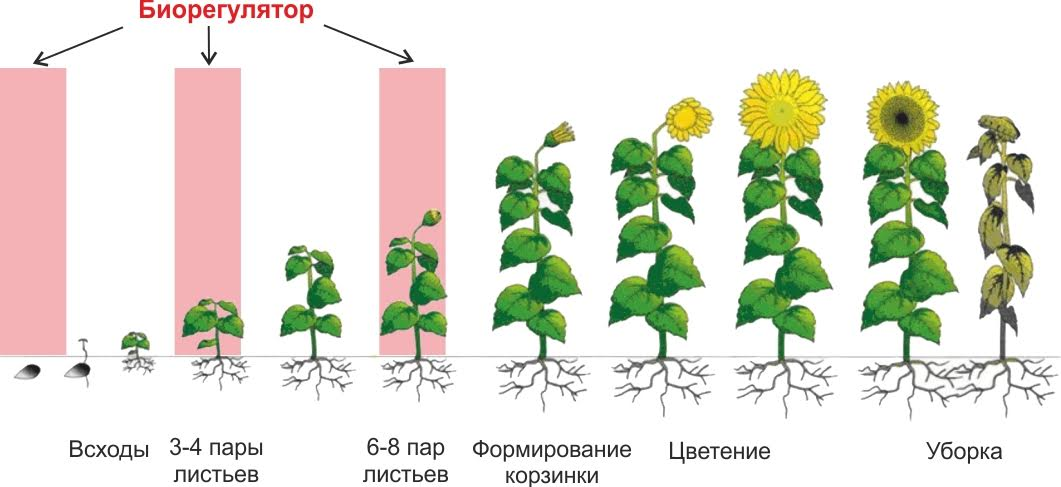 Биорегулятор
Всходы
3-4 пары
листьев
6-8 пар
листьев
Формирование
корзинки
Цветение
Уборка